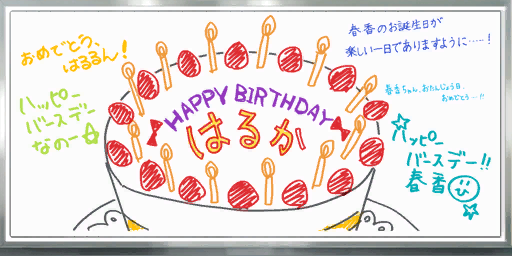 おめでとう、
はるるん！
ハッピー
バースデー
なのー☆
HAPPY BIRTHDAY
はるか
春香のお誕生日が
楽しい一日でありますように……！
春香ちゃん、おたんじょう日、
おめでとう…!!
ハッピー
バースデー!!
春香